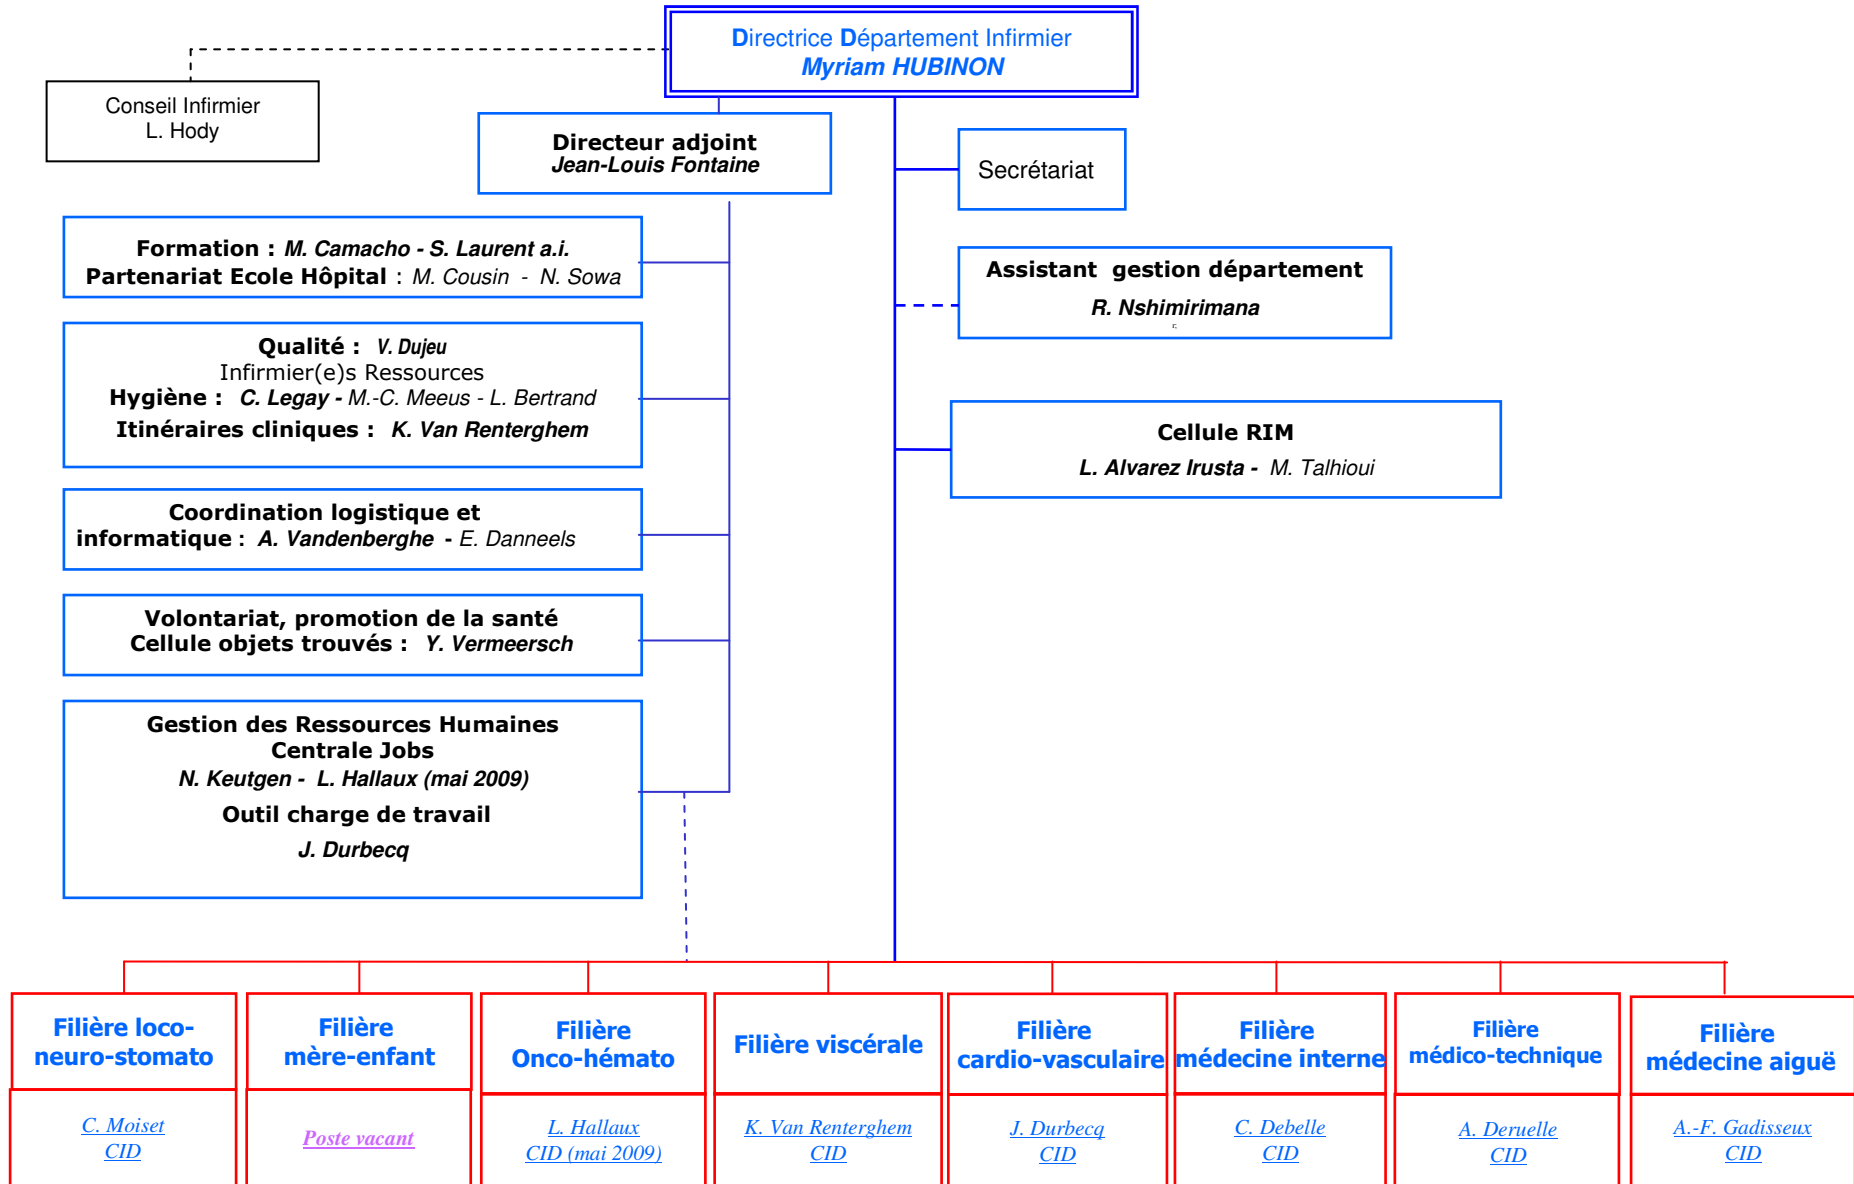 Directrice Département Infirmier
Myriam HUBINON
Conseil Infirmier
L. Hody
Directeur adjoint
Jean-Louis Fontaine
Secrétariat
Formation : M. Camacho - S. Laurent a.i.
Partenariat Ecole Hôpital : M. Cousin - N. Sowa
Assistant gestion département
R. Nshimirimana
Qualité : V. Dujeu
Infirmier(e)s Ressources
Hygiène : C. Legay - M.-C. Meeus - L. Bertrand
Itinéraires cliniques : K. Van Renterghem
Cellule RIM
L. Alvarez Irusta - M. Talhioui
Coordination logistique et
informatique : A. Vandenberghe - E. Danneels
Volontariat, promotion de la santé
Cellule objets trouvés : Y. Vermeersch
Gestion des Ressources Humaines
Centrale Jobs
N. Keutgen - L. Hallaux (mai 2009)
Outil charge de travail
J. Durbecq
Filière loco-
neuro-stomato
C. Moiset
CID
Filière
mère-enfant
Poste vacant
Filière
Onco-hémato
L. Hallaux
CID (mai 2009)
Filière viscérale
K. Van Renterghem
CID
Filière
cardio-vasculaire
J. Durbecq
CID
Filière
médecine interne
C. Debelle
CID
Filière
médico-technique
A. Deruelle
CID
Filière
médecine aiguë
A.-F. Gadisseux
CID